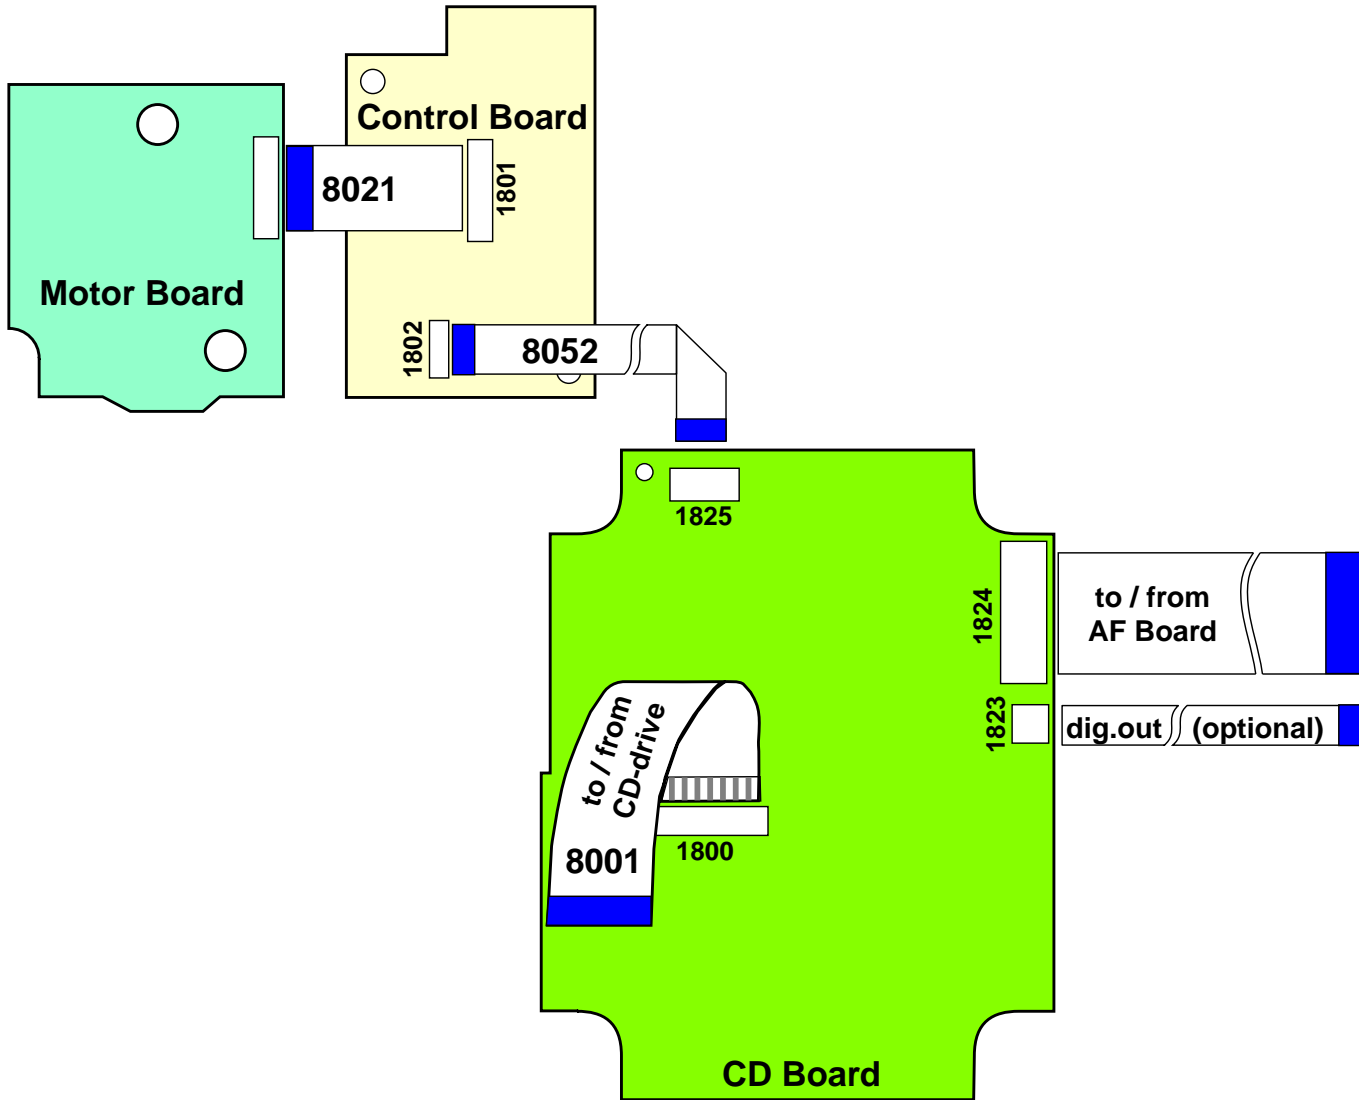 Control Board
8021
1801
Motor Board
1802
8052
1825
1824
to / from
AF Board
1823
dig.out (optional)
to / from
CD-drive
8001
1800
CD Board